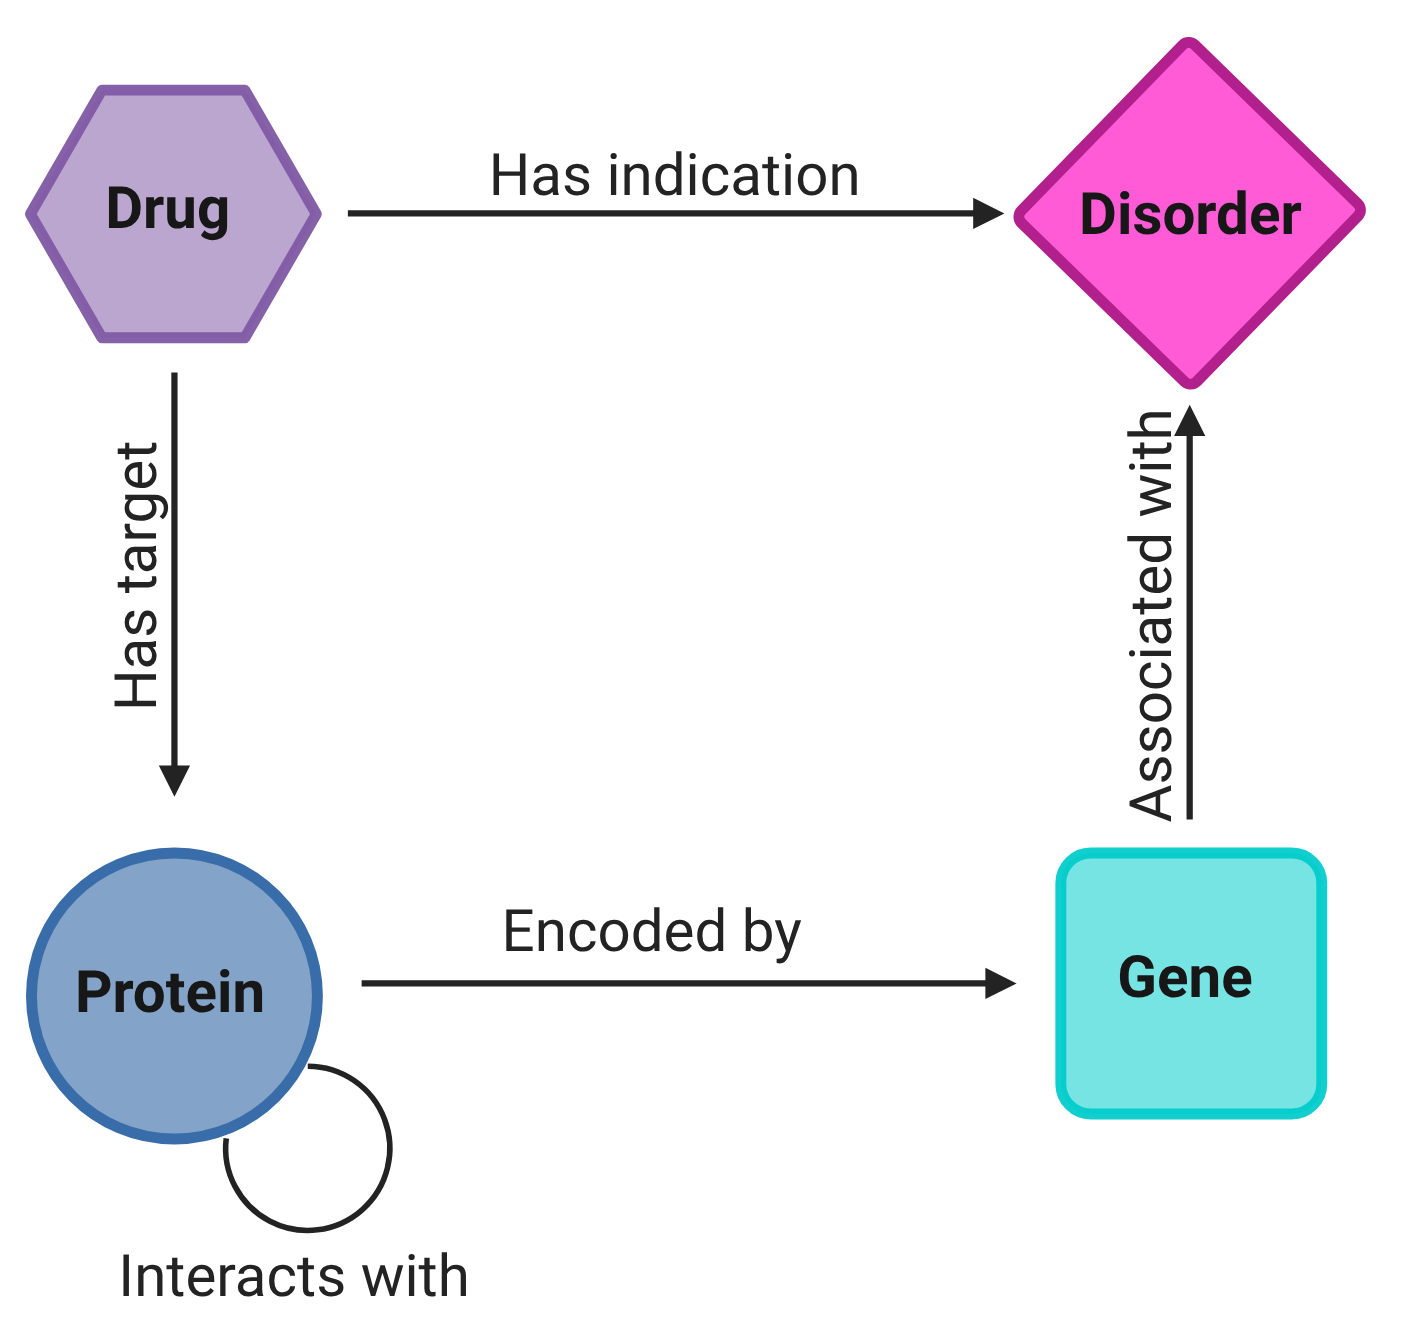 Drug
Has indication
Disorder
Has target
Associated with
Protein
Encoded by
Gene
Interacts with